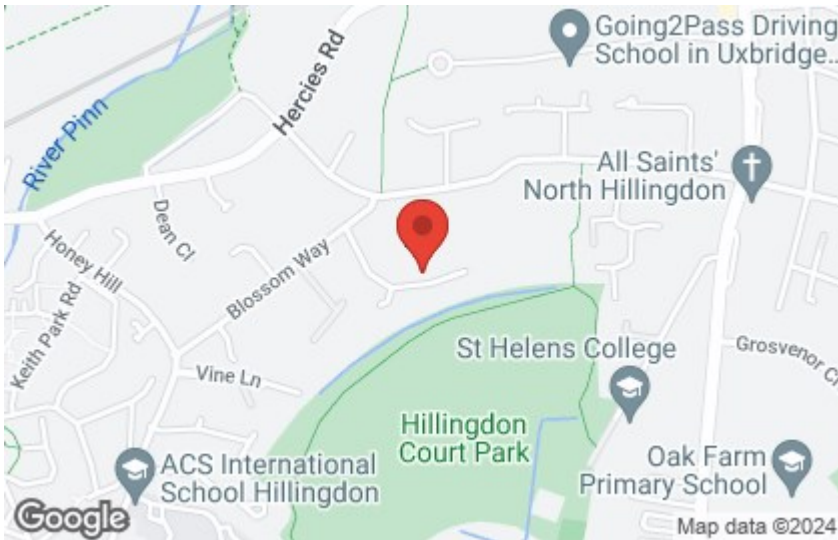 Going2Pass Driving
School in Uxbridge...
Hercies Rd
River Pinn
All Saints'
North Hillingdon
Dean Cl
Honey Hill
Blossom Way
Keith Park Rd
Vine Ln
St Helens College
Grosvenor C
Hillingdon
Court Park
ACS International
School Hillingdon
Oak Farm
Primary School
Google
Map data ©2024